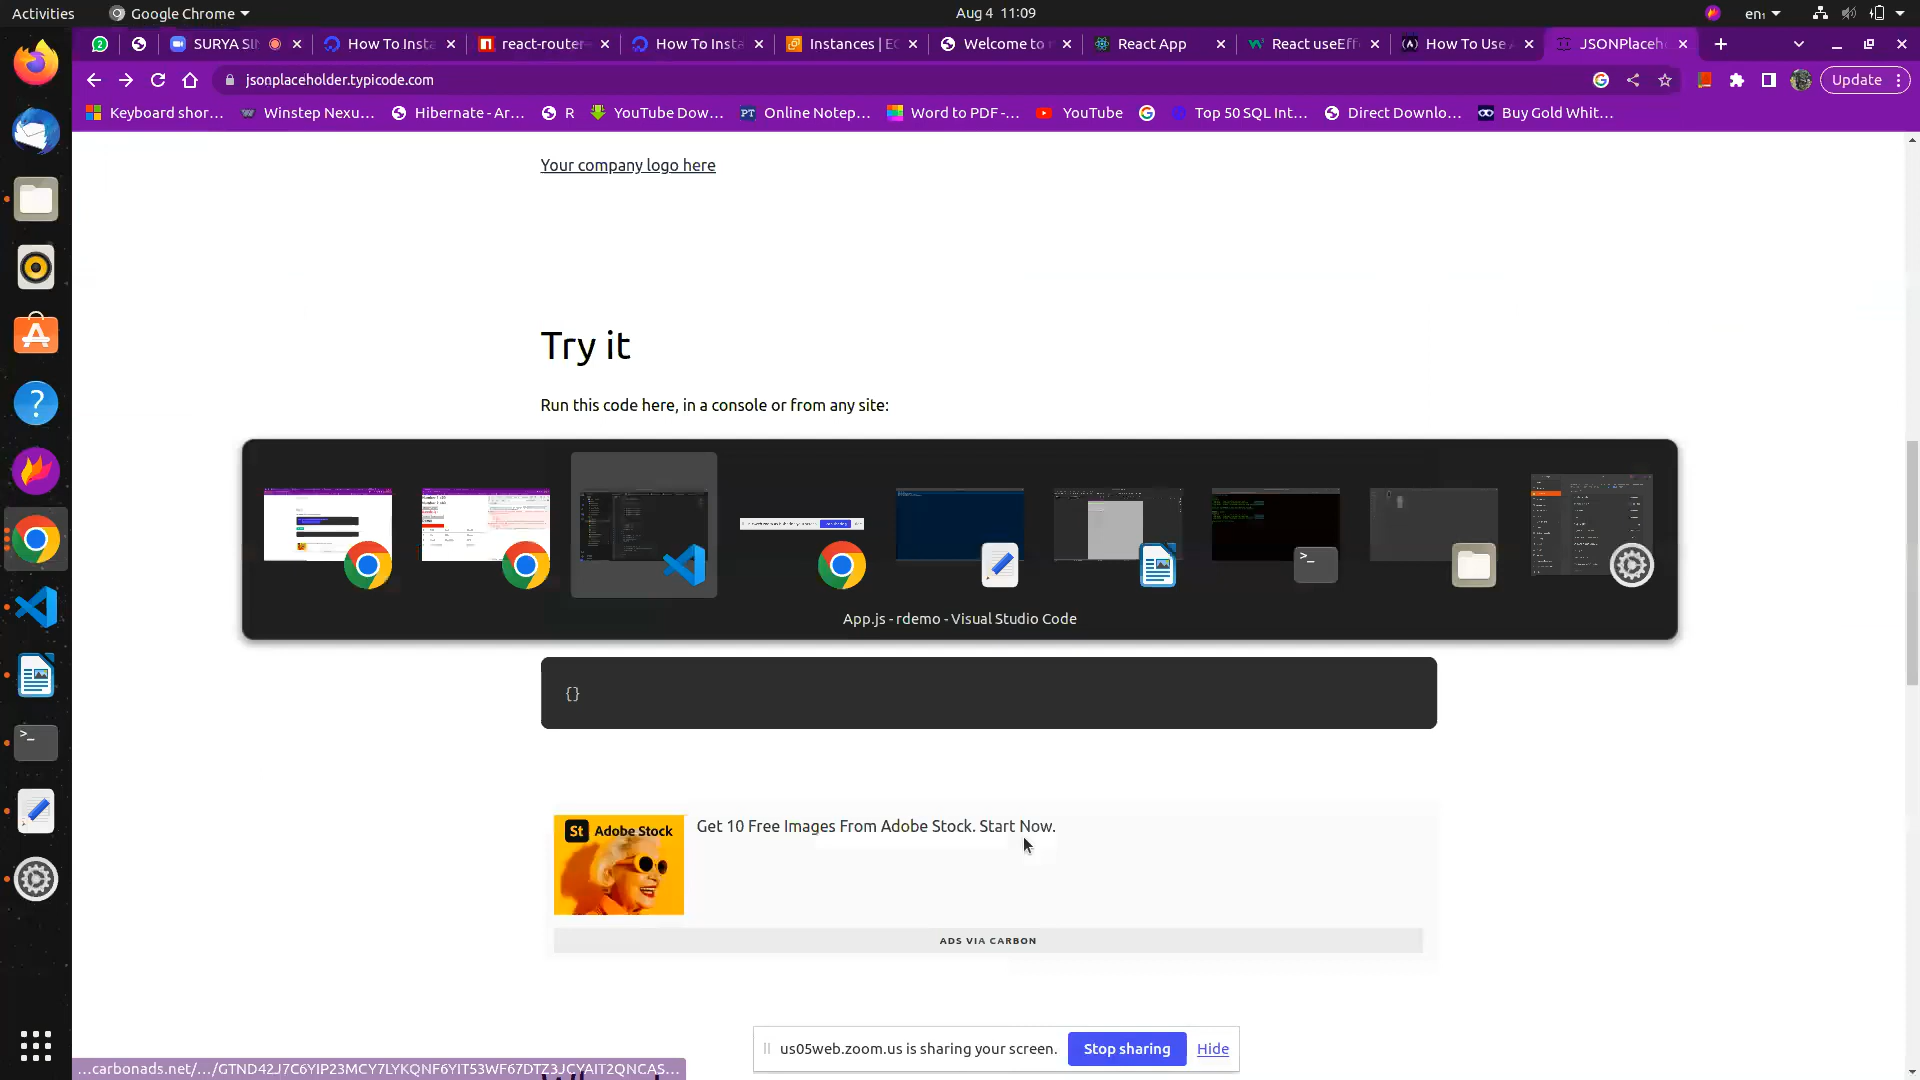 Activities
Google Chrome
Aug 4 11:09
en₁
SURYA SI
How To Insta
react-router-
How To Insta
Instances | EC
Welcome to r
React App
React useEff
How To Use A
JSONPlaceho
jsonplaceholder.typicode.com
Update
Keyboard shor…
Winstep Nexu…
Hibernate - Ar…
R
YouTube Dow…
Online Notep…
Word to PDF -…
YouTube
Top 50 SQL Int…
Direct Downlo…
Buy Gold Whit…
Your company logo here
Try it
Run this code here, in a console or from any site:
App.js - rdemo - Visual Studio Code
{}
St Adobe Stock
Get 10 Free Images From Adobe Stock. Start Now.
ADS VIA CARBON
us05web.zoom.us is sharing your screen.
Stop sharing
Hide
…carbonads.net/…/GTND42J7C6YIP23MCY7LYKQNF6YIT53WF67DTZ3JCYAIT2QNCAS…